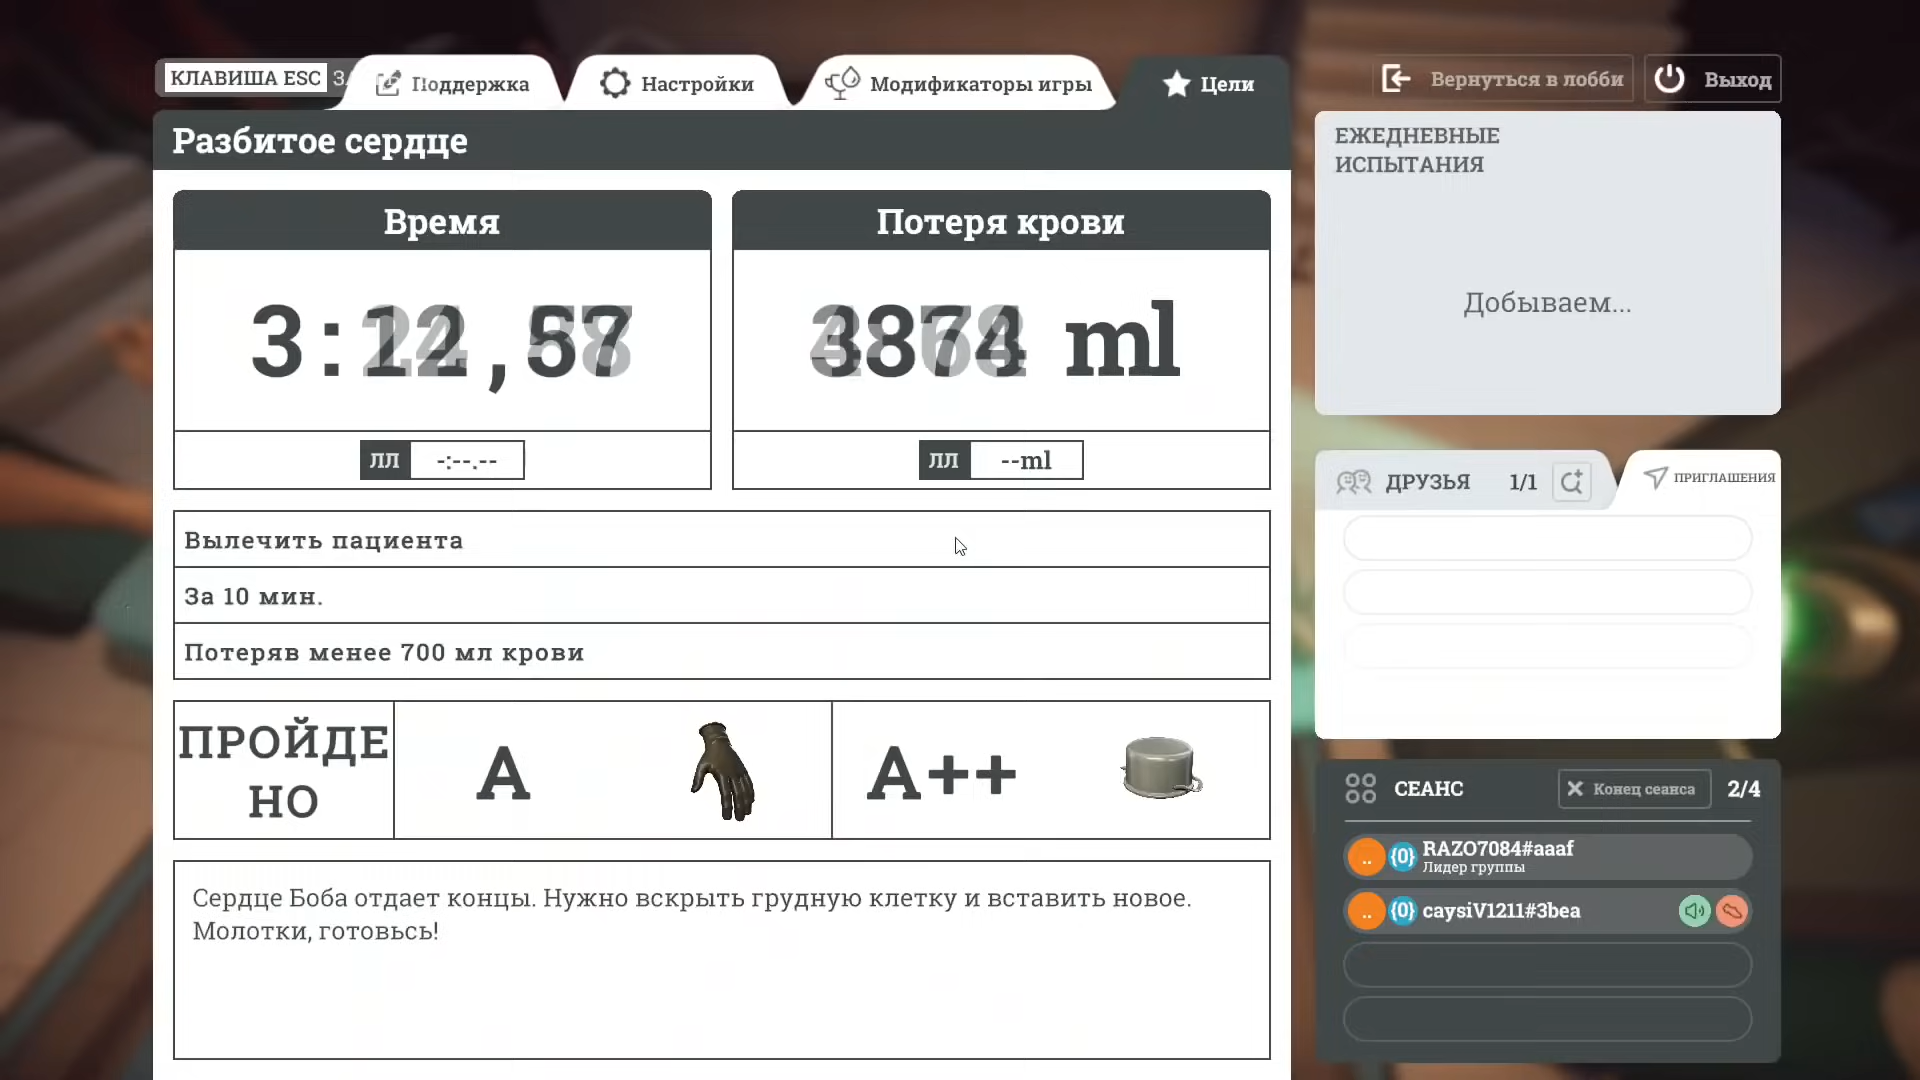 КЛАВИША ESC
Поддержка
Настройки
Модификаторы игры
Цели
Вернуться в лобби
Выход
Разбитое сердце
Время
Потеря крови
ml
ЛЛ -:--.--
ЛЛ --ml
Вылечить пациента
За 10 мин.
Потеряв менее 700 мл крови
ПРОЙДЕ
НО
A
A++
Сердце Боба отдает концы. Нужно вскрыть грудную клетку и вставить новое.
Молотки, готовьсь!
ЕЖЕДНЕВНЫЕ
ИСПЫТАНИЯ
Добываем...
ДРУЗЬЯ 1/1
ПРИГЛАШЕНИЯ
СЕАНС
Конец сеанса
2/4
.. {0} RAZO7084#aaaf
Лидер группы
.. {0} caysiV1211#3bea